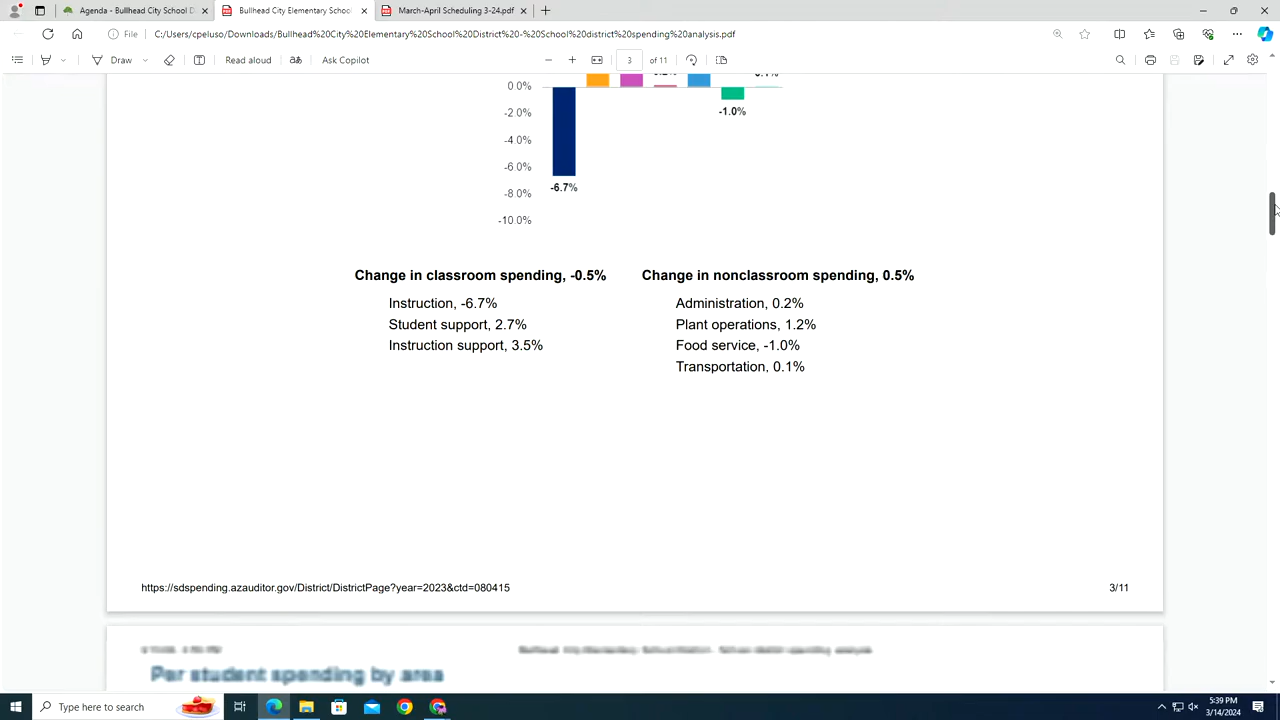 Agenda - Bullhead City School D
Bullhead City Elementary School
March-April Scheduling 3-24.pdf
File
C:/Users/cpeluso/Downloads/Bullhead%20City%20Elementary%20School%20District%20-%20School%20district%20spending%20analysis.pdf
Draw
Read aloud
Ask Copilot
3
of 11
0.0%
-2.0%
-4.0%
-6.0%
-8.0%
-10.0%
-1.0%
-6.7%
Change in classroom spending, -0.5%
Instruction, -6.7%
Student support, 2.7%
Instruction support, 3.5%
Change in nonclassroom spending, 0.5%
Administration, 0.2%
Plant operations, 1.2%
Food service, -1.0%
Transportation, 0.1%
https://sdspending.azauditor.gov/District/DistrictPage?year=2023&ctd=080415
3/11
Per student spending by area
Type here to search
5:39 PM
3/14/2024